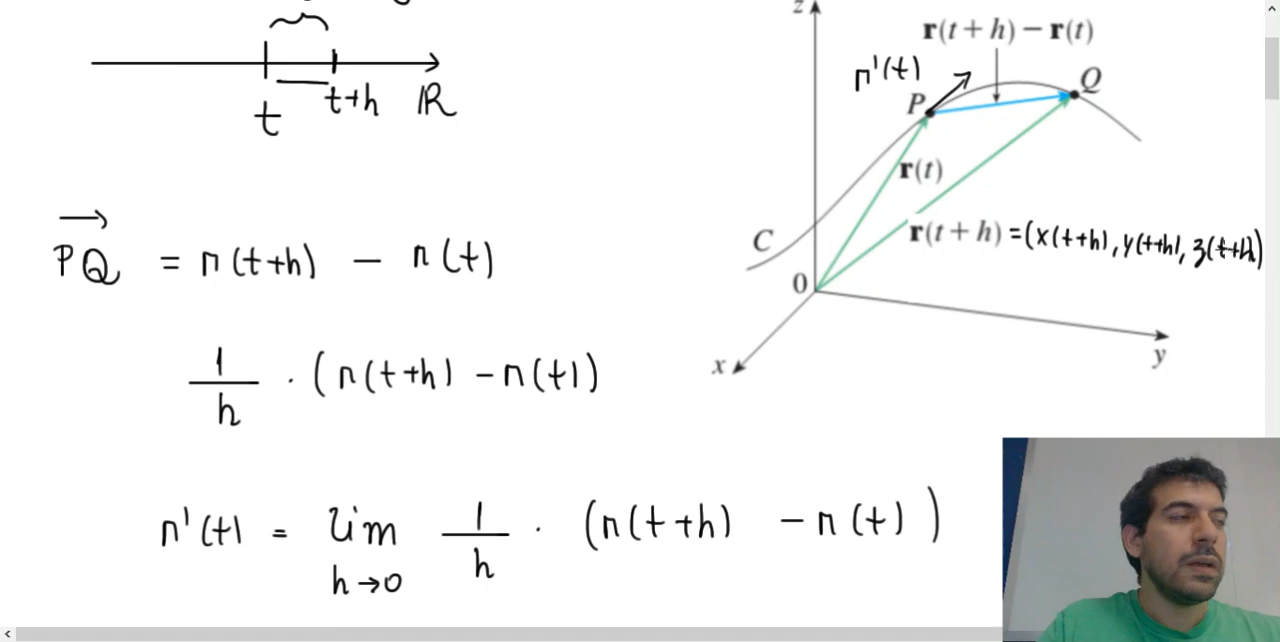 t t+h ℝ
z
r(t + h) − r(t)
r'(t)
P
Q
r(t)
C
r(t + h) = (x(t+h), y(t+h), z(t+h)
0
x
y
PQ = r(t+h) − r(t)
1/h · (r(t+h) − r(t))
r'(t) = lim h→0 1/h · (r(t+h) − r(t))